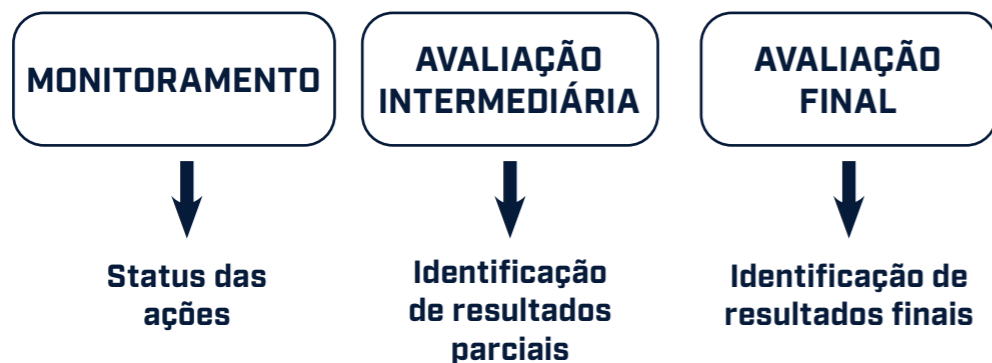 MONITORAMENTO
AVALIAÇÃO
INTERMEDIÁRIA
AVALIAÇÃO
FINAL
Status das
ações
Identificação
de resultados
parciais
Identificação de
resultados finais